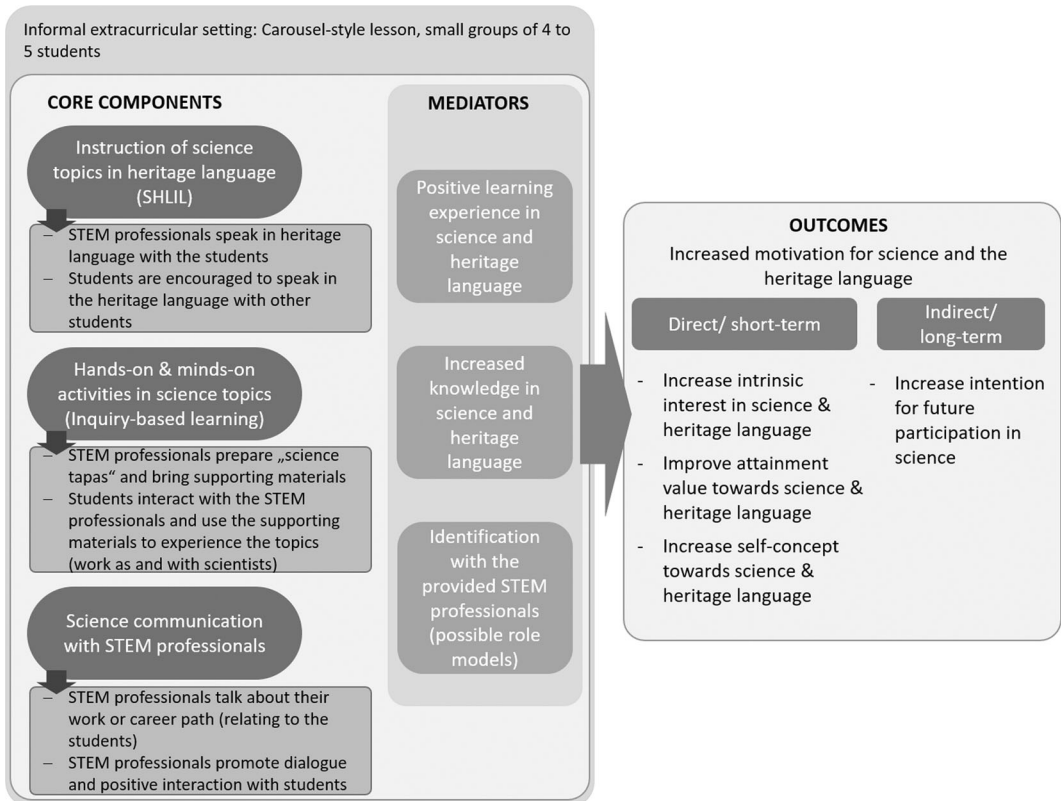 Informal extracurricular setting: Carousel-style lesson, small groups of 4 to
5 students
CORE COMPONENTS
Instruction of science
topics in heritage language
(SHLIL)
– STEM professionals speak in heritage
language with the students
– Students are encouraged to speak in
the heritage language with other
students
Hands-on & minds-on
activities in science topics
(Inquiry-based learning)
– STEM professionals prepare „science
tapas“ and bring supporting materials
– Students interact with the STEM
professionals and use the supporting
materials to experience the topics
(work as and with scientists)
Science communication
with STEM professionals
– STEM professionals talk about their
work or career path (relating to the
students)
– STEM professionals promote dialogue
and positive interaction with students
MEDIATORS
Positive learning
experience in
science and
heritage
language
Increased
knowledge in
science and
heritage
language
Identification
with the
provided STEM
professionals
(possible role
models)
OUTCOMES
Increased motivation for science and the
heritage language
Direct/ short-term
- Increase intrinsic
interest in science &
heritage language
- Improve attainment
value towards science &
heritage language
- Increase self-concept
towards science &
heritage language
Indirect/
long-term
- Increase intention
for future
participation in
science